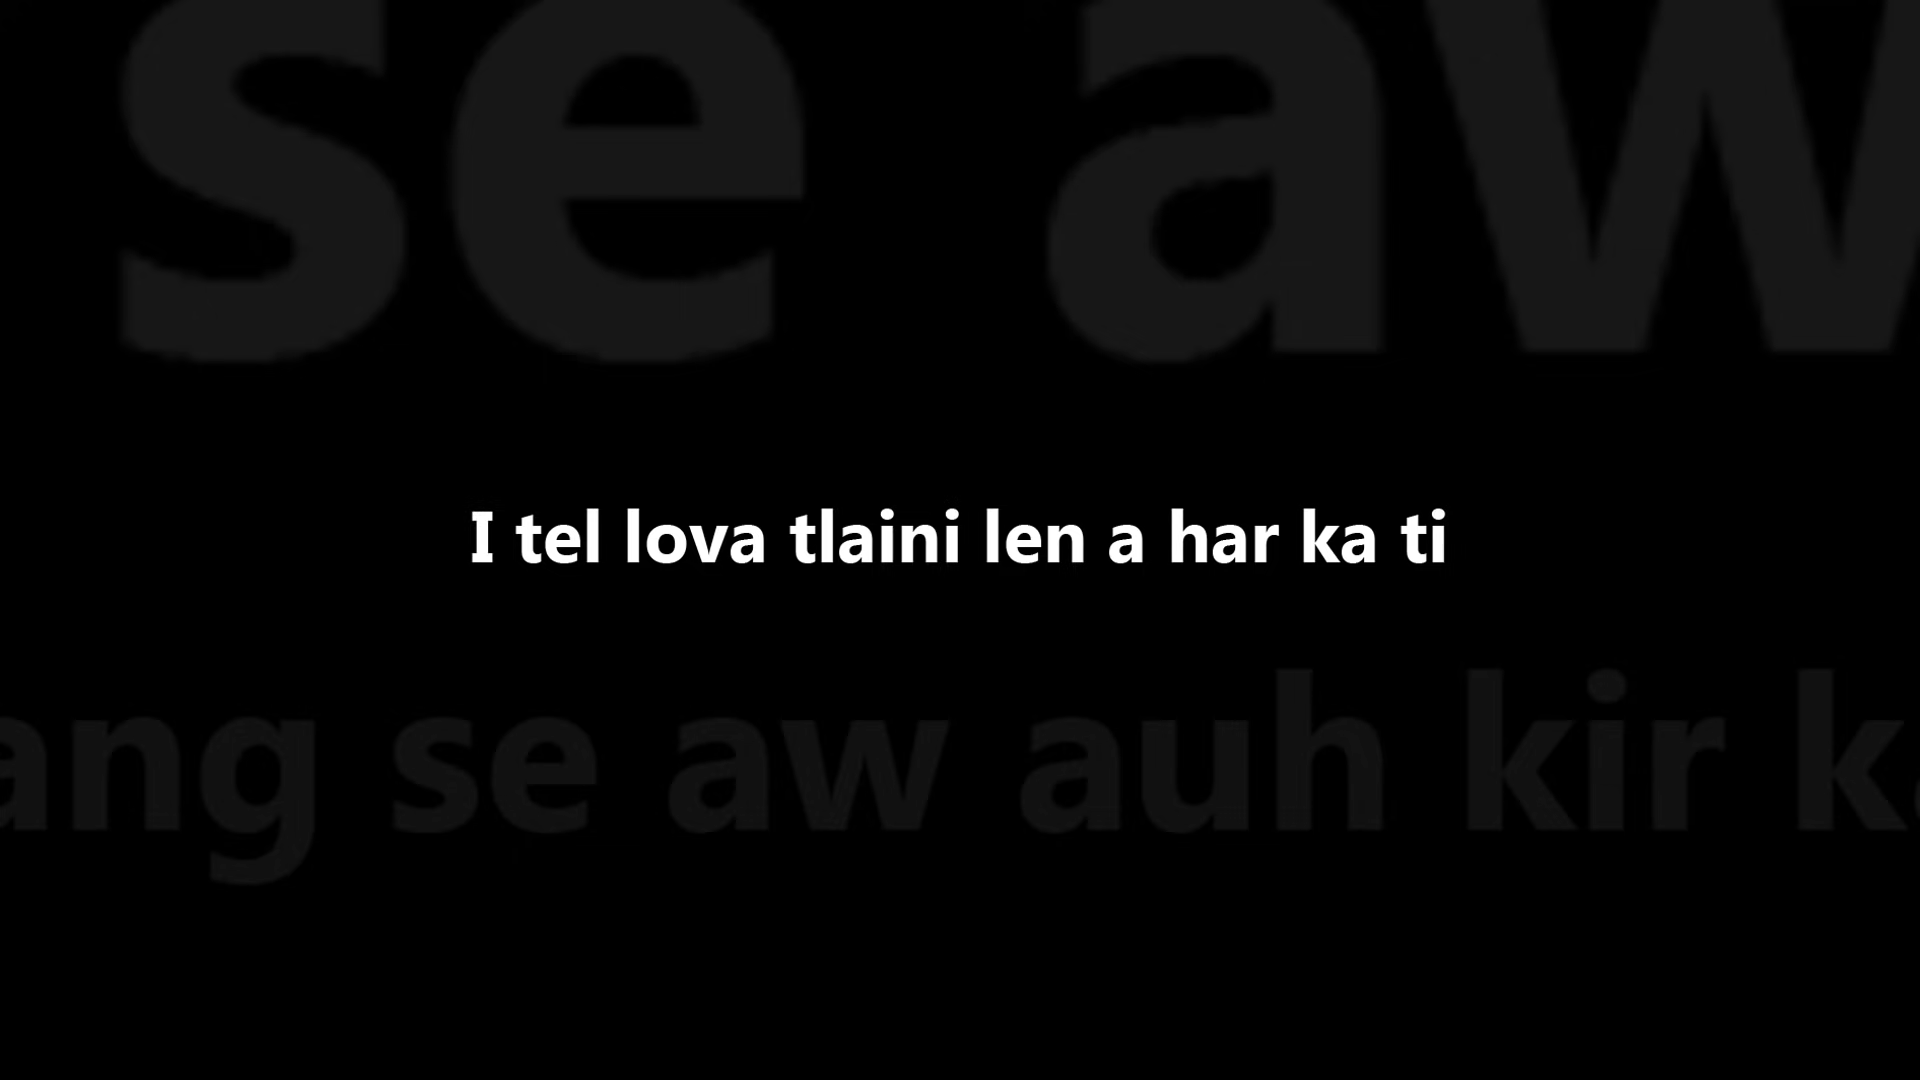 se aw
I tel lova tlaini len a har ka ti
ang se aw auh kir k